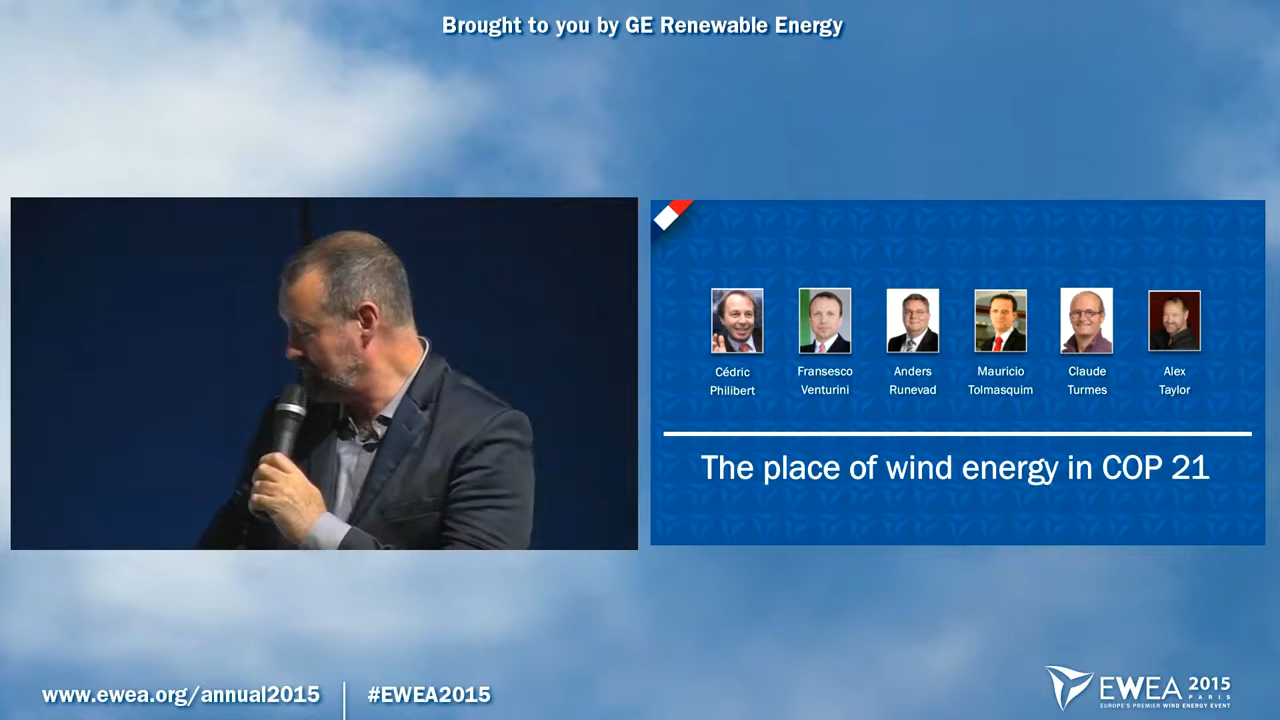 Brought to you by GE Renewable Energy
Cédric
Philibert
Fransesco
Venturini
Anders
Runevad
Mauricio
Tolmasquim
Claude
Turmes
Alex
Taylor
The place of wind energy in COP 21
www.ewea.org/annual2015
#EWEA2015
EWEA 2015
PARIS
EUROPE'S PREMIER WIND ENERGY EVENT